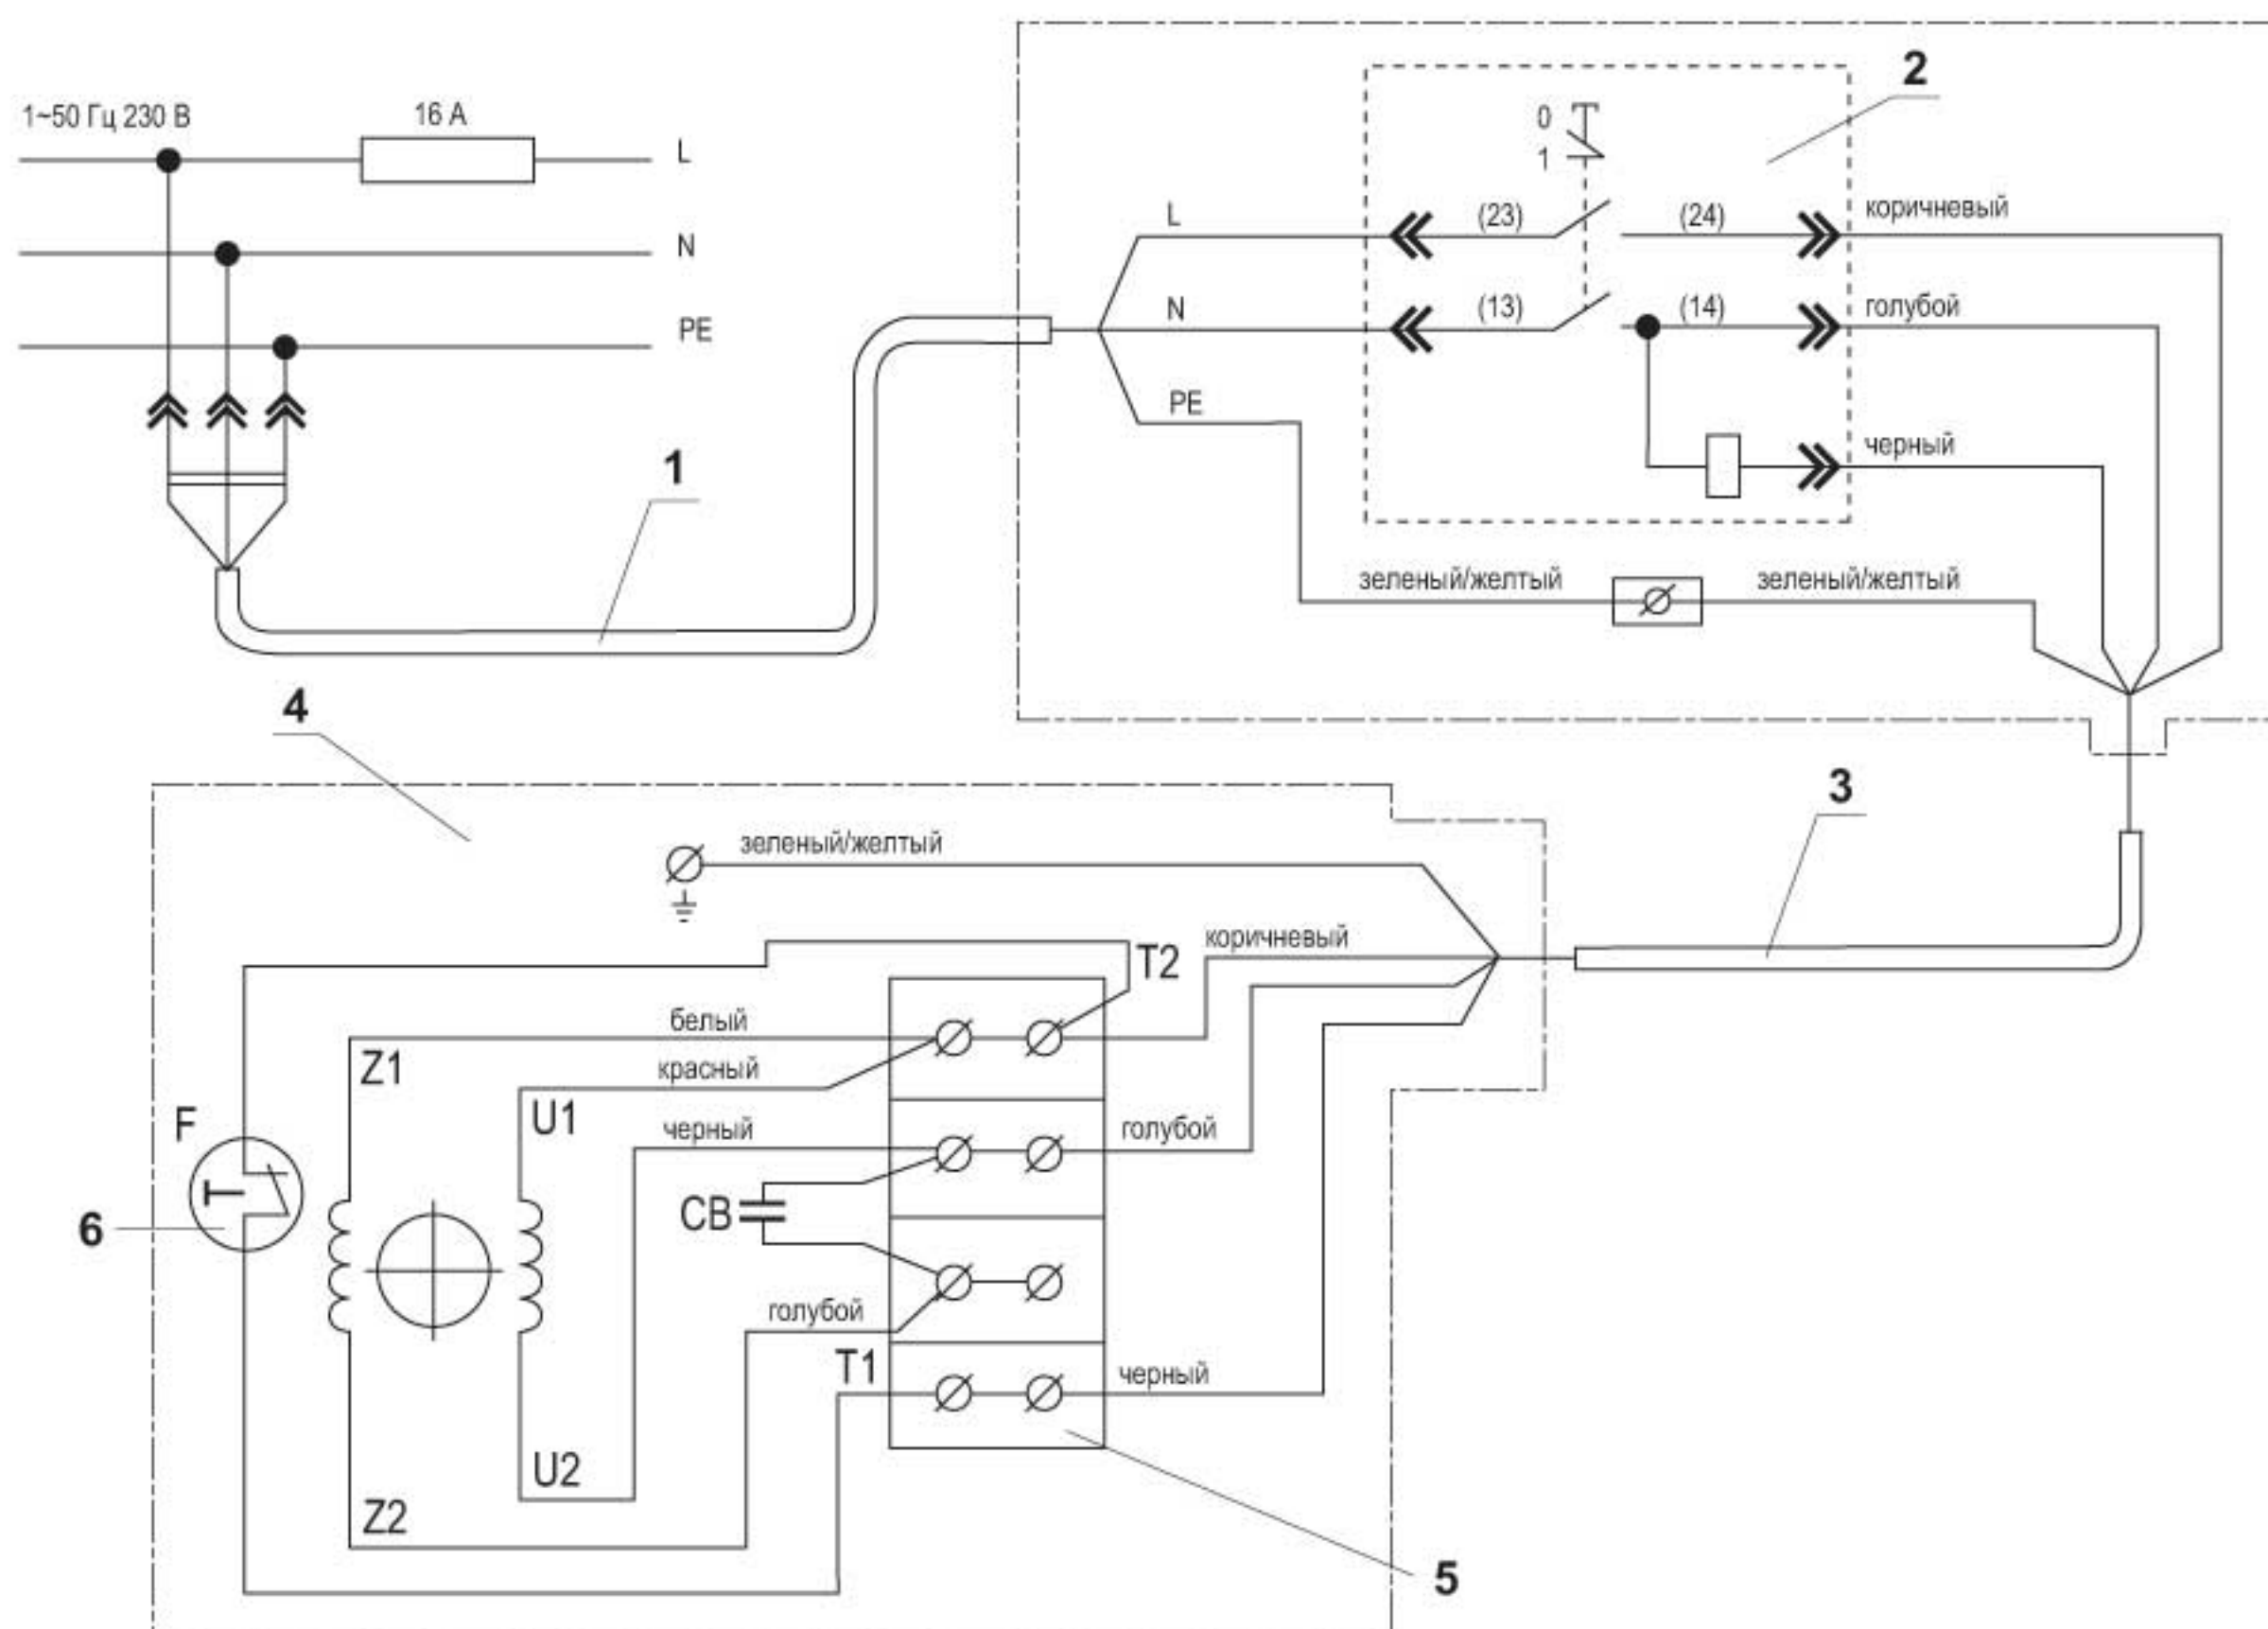 1~50 Гц 230 В
16 А
L
N
PE
1
2
0
1
L
(23)
(24)
коричневый
N
(13)
(14)
голубой
PE
черный
зеленый/желтый
зеленый/желтый
4
3
зеленый/желтый
T2
коричневый
белый
Z1
красный
F
U1
черный
голубой
CB
6
голубой
T1
черный
U2
Z2
5